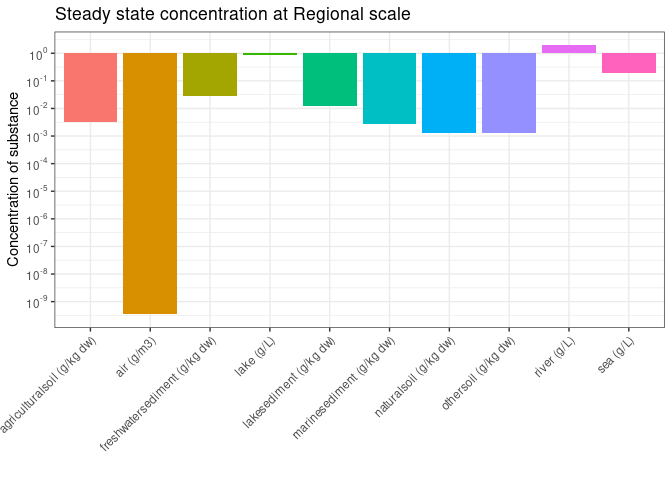 Steady state concentration at Regional scale
Concentration of substance
10⁰
10⁻¹
10⁻²
10⁻³
10⁻⁴
10⁻⁵
10⁻⁶
10⁻⁷
10⁻⁸
10⁻⁹
agriculturalsoil (g/kg dw)
air (g/m3)
freshwatersediment (g/kg dw)
lake (g/L)
lakesediment (g/kg dw)
marinesediment (g/kg dw)
naturalsoil (g/kg dw)
othersoil (g/kg dw)
river (g/L)
sea (g/L)